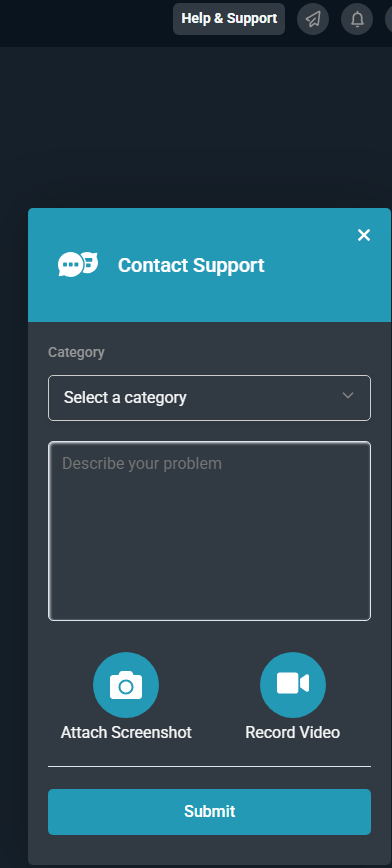 Help & Support
Contact Support
Category
Select a category
Describe your problem
Attach Screenshot
Record Video
Submit